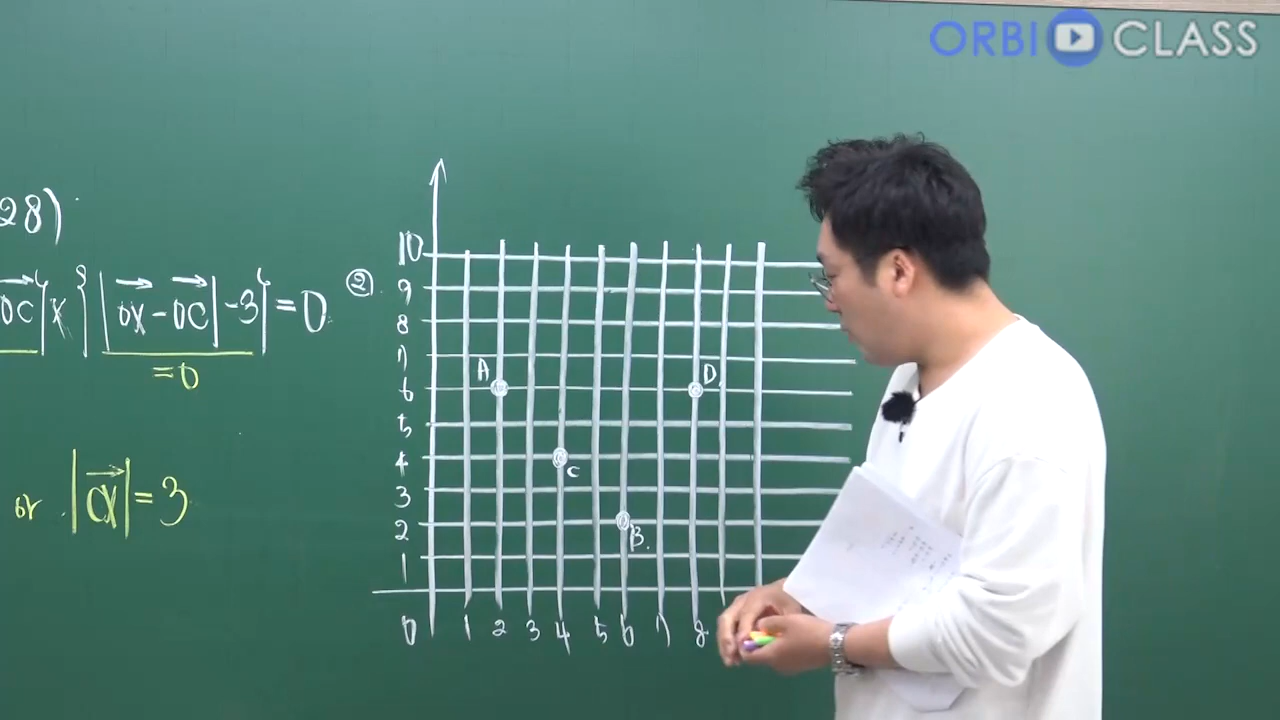 ORBI CLASS
28)
OC| X { | OX - OC | - 3 } = 0
= 0
or |CX| = 3
②
10
9
8
7
A
D
6
5
4
C
3
2
B
1
0 1 2 3 4 5 6 7 8